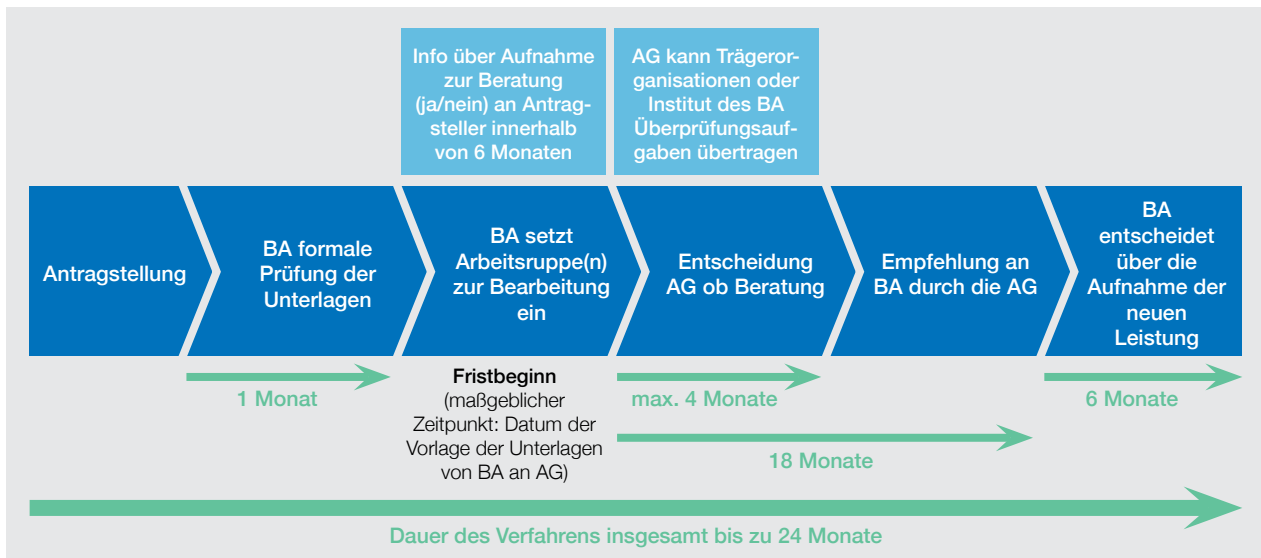 Info über Aufnahme
zur Beratung
(ja/nein) an Antrag-
steller innerhalb
von 6 Monaten
AG kann Trägeror-
ganisationen oder
Institut des BA
Überprüfungsauf-
gaben übertragen
Antragstellung
BA formale
Prüfung der
Unterlagen
BA setzt
Arbeitsruppe(n)
zur Bearbeitung
ein
Entscheidung
AG ob Beratung
Empfehlung an
BA durch die AG
BA
entscheidet
über die
Aufnahme der
neuen
Leistung
1 Monat
Fristbeginn
(maßgeblicher
Zeitpunkt: Datum der
Vorlage der Unterlagen
von BA an AG)
max. 4 Monate
6 Monate
18 Monate
Dauer des Verfahrens insgesamt bis zu 24 Monate